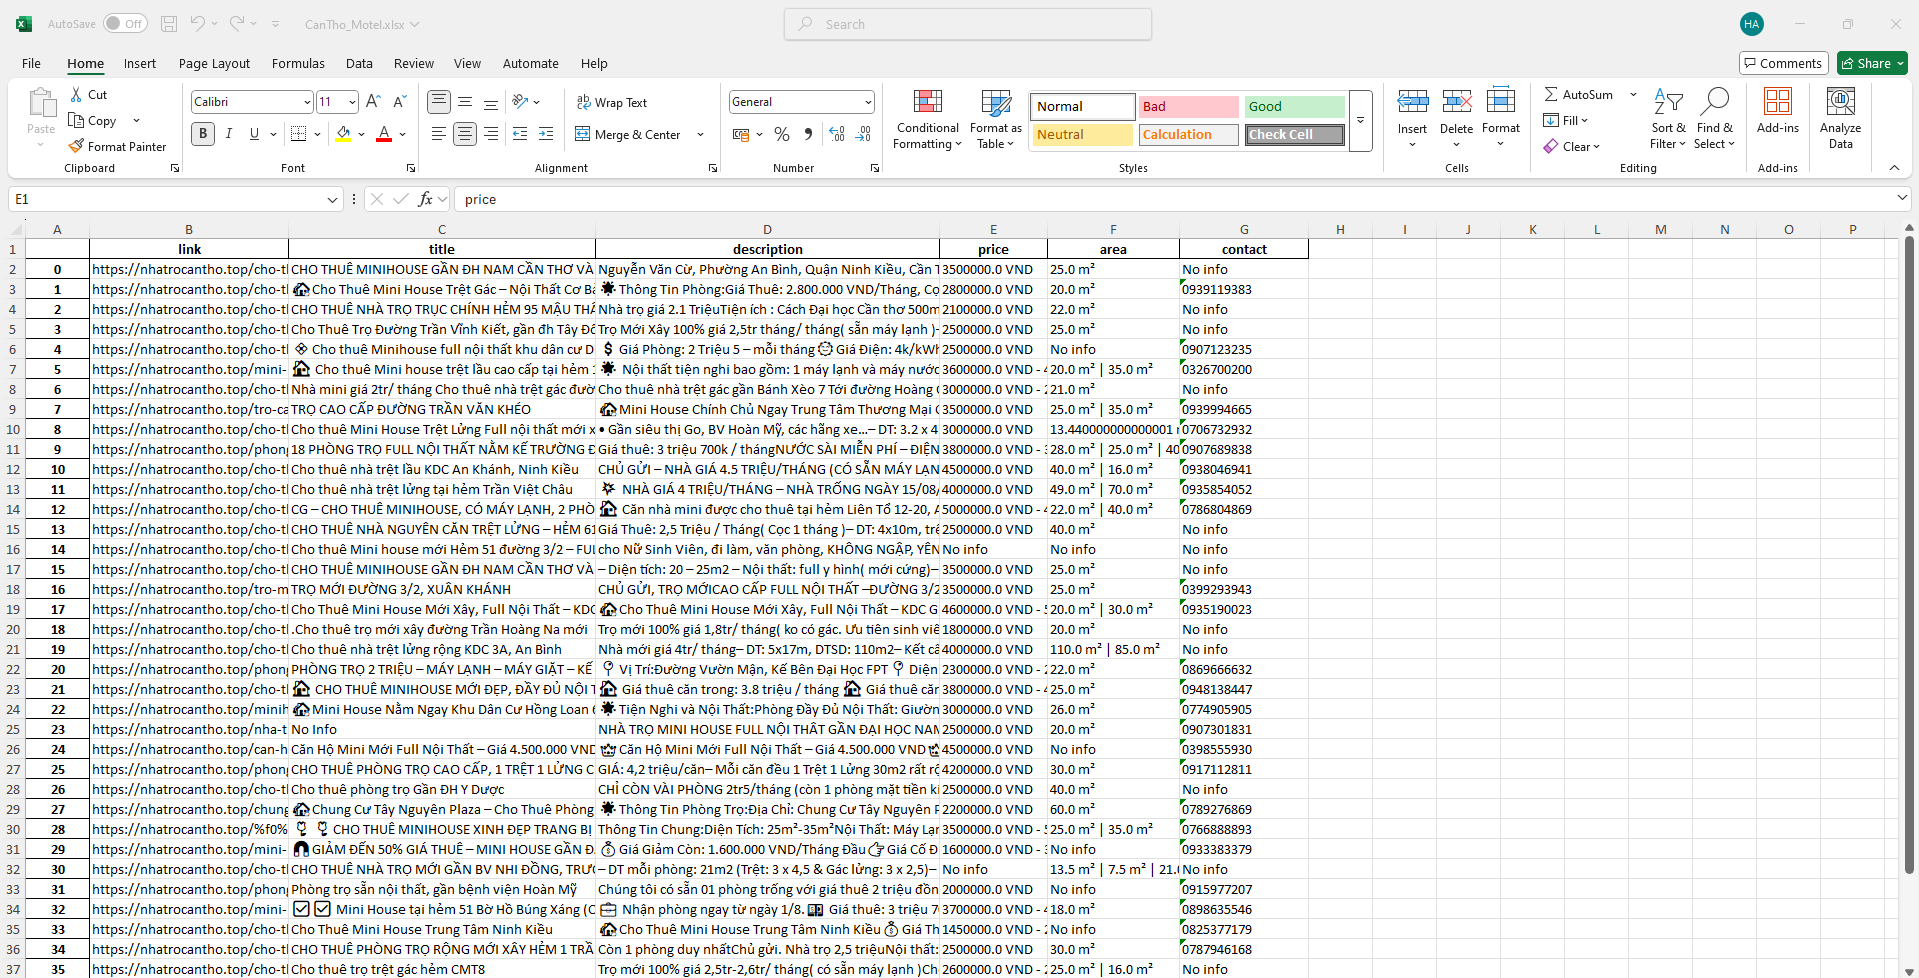 AutoSave Off CanTho_Motel.xlsx Search HA
File Home Insert Page Layout Formulas Data Review View Automate Help Comments Share
Paste Cut Copy Format Painter Clipboard
Calibri 11 B I U A Font
Wrap Text Merge & Center Alignment
General % Number
Conditional Formatting Format as Table Normal Bad Good Neutral Calculation Check Cell Styles
Insert Delete Format Cells
AutoSum Fill Clear Sort & Filter Find & Select Editing
Add-ins Add-ins
Analyze Data
E1 fx price
A B C D E F G H I J K L M N O P
1 link title description price area contact
2 0 https://nhatrocantho.top/cho-tl CHO THUÊ MINIHOUSE GẦN ĐH NAM CẦN THƠ VÀ Nguyễn Văn Cừ, Phường An Bình, Quận Ninh Kiều, Cần T 3500000.0 VND 25.0 m² No info
3 1 https://nhatrocantho.top/cho-tl Cho Thuê Mini House Trệt Gác – Nội Thất Cơ Bả Thông Tin Phòng:Giá Thuê: 2.800.000 VND/Tháng, Cọ 2800000.0 VND 20.0 m² 0939119383
4 2 https://nhatrocantho.top/cho-tl CHO THUÊ NHÀ TRỌ TRỤC CHÍNH HẺM 95 MẬU THÂ Nhà trọ giá 2.1 TriệuTiện ích : Cách Đại học Cần thơ 500m 2100000.0 VND 22.0 m² No info
5 3 https://nhatrocantho.top/cho-tl Cho Thuê Trọ Đường Trần Vĩnh Kiết, gần đh Tây Đô Trọ Mới Xây 100% giá 2,5tr tháng/ tháng( sẵn máy lạnh )- 2500000.0 VND 25.0 m² No info
6 4 https://nhatrocantho.top/cho-tl Cho thuê Minihouse full nội thất khu dân cư D Giá Phòng: 2 Triệu 5 – mỗi tháng Giá Điện: 4k/kWh 2500000.0 VND No info 0907123235
7 5 https://nhatrocantho.top/mini- Cho thuê Mini house trệt lầu cao cấp tại hẻm 1 Nội thất tiện nghi bao gồm: 1 máy lạnh và máy nước 3600000.0 VND - 4 20.0 m² | 35.0 m² 0326700200
8 6 https://nhatrocantho.top/cho-tl Nhà mini giá 2tr/ tháng Cho thuê nhà trệt gác đườ Cho thuê nhà trệt gác gần Bánh Xèo 7 Tới đường Hoàng 3000000.0 VND - 2 21.0 m² No info
9 7 https://nhatrocantho.top/tro-ca TRỌ CAO CẤP ĐƯỜNG TRẦN VĂN KHÉO Mini House Chính Chủ Ngay Trung Tâm Thương Mại C 3500000.0 VND 25.0 m² | 35.0 m² 0939994665
10 8 https://nhatrocantho.top/cho-tl Cho thuê Mini House Trệt Lửng Full nội thất mới x • Gần siêu thị Go, BV Hoàn Mỹ, các hãng xe…– DT: 3.2 x 4 3000000.0 VND 13.440000000000001 0706732932
11 9 https://nhatrocantho.top/phong 18 PHÒNG TRỌ FULL NỘI THẤT NẰM KẾ TRƯỜNG Đ Giá thuê: 3 triệu 700k / thángNƯỚC SÀI MIỄN PHÍ – ĐIỆN 3800000.0 VND - 3 28.0 m² | 25.0 m² | 40 0907689838
12 10 https://nhatrocantho.top/cho-tl Cho thuê nhà trệt lầu KDC An Khánh, Ninh Kiều CHỦ GỬI – NHÀ GIÁ 4.5 TRIỆU/THÁNG (CÓ SẴN MÁY LẠN 4500000.0 VND 40.0 m² | 16.0 m² 0938046941
13 11 https://nhatrocantho.top/cho-tl Cho thuê nhà trệt lửng tại hẻm Trần Việt Châu NHÀ GIÁ 4 TRIỆU/THÁNG – NHÀ TRỐNG NGÀY 15/08/ 4000000.0 VND 49.0 m² | 70.0 m² 0935854052
14 12 https://nhatrocantho.top/cho-tl CG – CHO THUÊ MINIHOUSE, CÓ MÁY LẠNH, 2 PHÒ Căn nhà mini được cho thuê tại hẻm Liên Tổ 12-20, A 5000000.0 VND - 4 22.0 m² | 40.0 m² 0786804869
15 13 https://nhatrocantho.top/cho-tl CHO THUÊ NHÀ NGUYÊN CĂN TRỆT LỬNG – HẺM 61 Giá Thuê: 2,5 Triệu / Tháng( Cọc 1 tháng )– DT: 4x10m, trệ 2500000.0 VND 40.0 m² No info
16 14 https://nhatrocantho.top/cho-tl Cho thuê Mini house mới Hẻm 51 đường 3/2 – FUL cho Nữ Sinh Viên, đi làm, văn phòng, KHÔNG NGẬP, YÊN No info No info No info
17 15 https://nhatrocantho.top/cho-tl CHO THUÊ MINIHOUSE GẦN ĐH NAM CẦN THƠ VÀ – Diện tích: 20 – 25m2 – Nội thất: full y hình( mới cứng)– 3500000.0 VND 25.0 m² No info
18 16 https://nhatrocantho.top/tro-m TRỌ MỚI ĐƯỜNG 3/2, XUÂN KHÁNH CHỦ GỬI, TRỌ MỚICAO CẤP FULL NỘI THẤT –ĐƯỜNG 3/2 3500000.0 VND 25.0 m² 0399293943
19 17 https://nhatrocantho.top/cho-tl Cho Thuê Mini House Mới Xây, Full Nội Thất – KDC Cho Thuê Mini House Mới Xây, Full Nội Thất – KDC G 4600000.0 VND - 5 20.0 m² | 30.0 m² 0935190023
20 18 https://nhatrocantho.top/cho-tl .Cho thuê trọ mới xây đường Trần Hoàng Na mới Trọ mới 100% giá 1,8tr/ tháng( ko có gác. Ưu tiên sinh viê 1800000.0 VND 20.0 m² No info
21 19 https://nhatrocantho.top/cho-tl Cho thuê nhà trệt lửng rộng KDC 3A, An Bình Nhà mới giá 4tr/ tháng– DT: 5x17m, DTSD: 110m2– Kết cấ 4000000.0 VND 110.0 m² | 85.0 m² No info
22 20 https://nhatrocantho.top/phong PHÒNG TRỌ 2 TRIỆU – MÁY LẠNH – MÁY GIẶT – KẾ Vị Trí:Đường Vườn Mận, Kế Bên Đại Học FPT Diện 2300000.0 VND - 2 22.0 m² 0869666632
23 21 https://nhatrocantho.top/cho-tl CHO THUÊ MINIHOUSE MỚI ĐẸP, ĐẦY ĐỦ NỘI T Giá thuê căn trong: 3.8 triệu / tháng Giá thuê căn 3800000.0 VND - 4 25.0 m² 0948138447
24 22 https://nhatrocantho.top/minih Mini House Nằm Ngay Khu Dân Cư Hồng Loan 6 Tiện Nghi và Nội Thất:Phòng Đầy Đủ Nội Thất: Giườn 3000000.0 VND 26.0 m² 0774905905
25 23 https://nhatrocantho.top/nha-t No Info NHÀ TRỌ MINI HOUSE FULL NỘI THẤT GẦN ĐẠI HỌC NAM 2500000.0 VND 20.0 m² 0907301831
26 24 https://nhatrocantho.top/can-h Căn Hộ Mini Mới Full Nội Thất – Giá 4.500.000 VND Căn Hộ Mini Mới Full Nội Thất – Giá 4.500.000 VND 4500000.0 VND No info 0398555930
27 25 https://nhatrocantho.top/phong CHO THUÊ PHÒNG TRỌ CAO CẤP, 1 TRỆT 1 LỬNG C GIÁ: 4,2 triệu/căn– Mỗi căn đều 1 Trệt 1 Lửng 30m2 rất rộ 4200000.0 VND 30.0 m² 0917112811
28 26 https://nhatrocantho.top/cho-tl Cho thuê phòng trọ Gần ĐH Y Dược CHỈ CÒN VÀI PHÒNG 2tr5/tháng (còn 1 phòng mặt tiền ki 2500000.0 VND 40.0 m² No info
29 27 https://nhatrocantho.top/chung Chung Cư Tây Nguyên Plaza – Cho Thuê Phòng Thông Tin Phòng Trọ:Địa Chỉ: Chung Cư Tây Nguyên P 2200000.0 VND 60.0 m² 0789276869
30 28 https://nhatrocantho.top/%f0% CHO THUÊ MINIHOUSE XINH ĐẸP TRANG BỊ Thông Tin Chung:Diện Tích: 25m²-35m²Nội Thất: Máy Lạn 3500000.0 VND - 5 25.0 m² | 35.0 m² 0766888893
31 29 https://nhatrocantho.top/mini- GIẢM ĐẾN 50% GIÁ THUÊ – MINI HOUSE GẦN Đ Giá Giảm Còn: 1.600.000 VND/Tháng Đầu Giá Cố Đ 1600000.0 VND - 3 No info 0933383379
32 30 https://nhatrocantho.top/cho-tl CHO THUÊ NHÀ TRỌ MỚI GẦN BV NHI ĐỒNG, TRƯ – DT mỗi phòng: 21m2 (Trệt: 3 x 4,5 & Gác lửng: 3 x 2,5)– No info 13.5 m² | 7.5 m² | 21. No info
33 31 https://nhatrocantho.top/phong Phòng trọ sẵn nội thất, gần bệnh viện Hoàn Mỹ Chúng tôi có sẵn 01 phòng trống với giá thuê 2 triệu đồn 2000000.0 VND No info 0915977207
34 32 https://nhatrocantho.top/mini- Mini House tại hẻm 51 Bờ Hồ Búng Xáng (C Nhận phòng ngay từ ngày 1/8. Giá thuê: 3 triệu 7 3700000.0 VND - 4 18.0 m² 0898635546
35 33 https://nhatrocantho.top/cho-tl Cho Thuê Mini House Trung Tâm Ninh Kiều Cho Thuê Mini House Trung Tâm Ninh Kiều Giá Th 1450000.0 VND - 2 No info 0825377179
36 34 https://nhatrocantho.top/cho-tl CHO THUÊ PHÒNG TRỌ RỘNG MỚI XÂY HẺM 1 TRẦ Còn 1 phòng duy nhấtChủ gửi. Nhà trọ 2,5 triệuNội thất: 2500000.0 VND 30.0 m² 0787946168
37 35 https://nhatrocantho.top/cho-tl Cho thuê trọ trệt gác hẻm CMT8 Trọ mới 100% giá 2,5tr-2,6tr/ tháng( có sẵn máy lạnh )Ch 2600000.0 VND - 2 25.0 m² | 16.0 m² No info